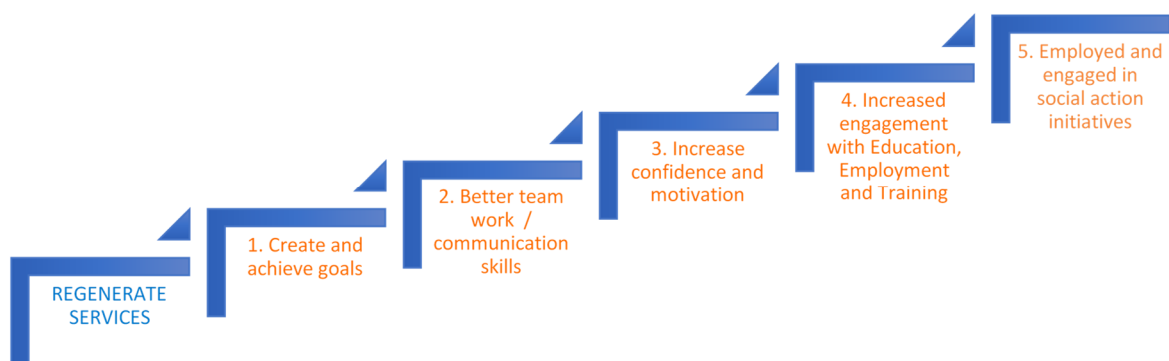 REGENERATE
SERVICES
1. Create and
achieve goals
2. Better team
work /
communication
skills
3. Increase
confidence and
motivation
4. Increased
engagement
with Education,
Employment
and Training
5. Employed and
engaged in
social action
initiatives